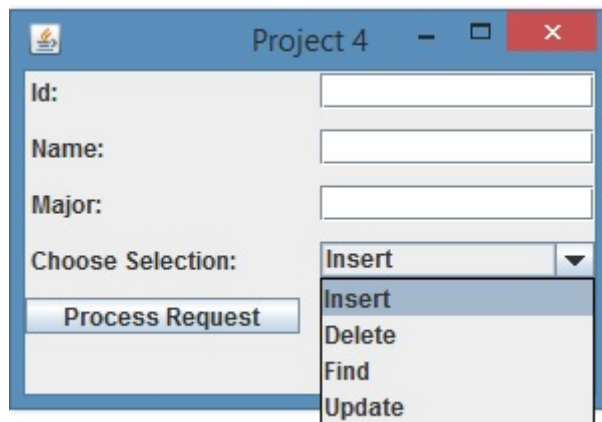 Project 4
Id:
Name:
Major:
Choose Selection: Insert
Insert
Process Request
Delete
Find
Update